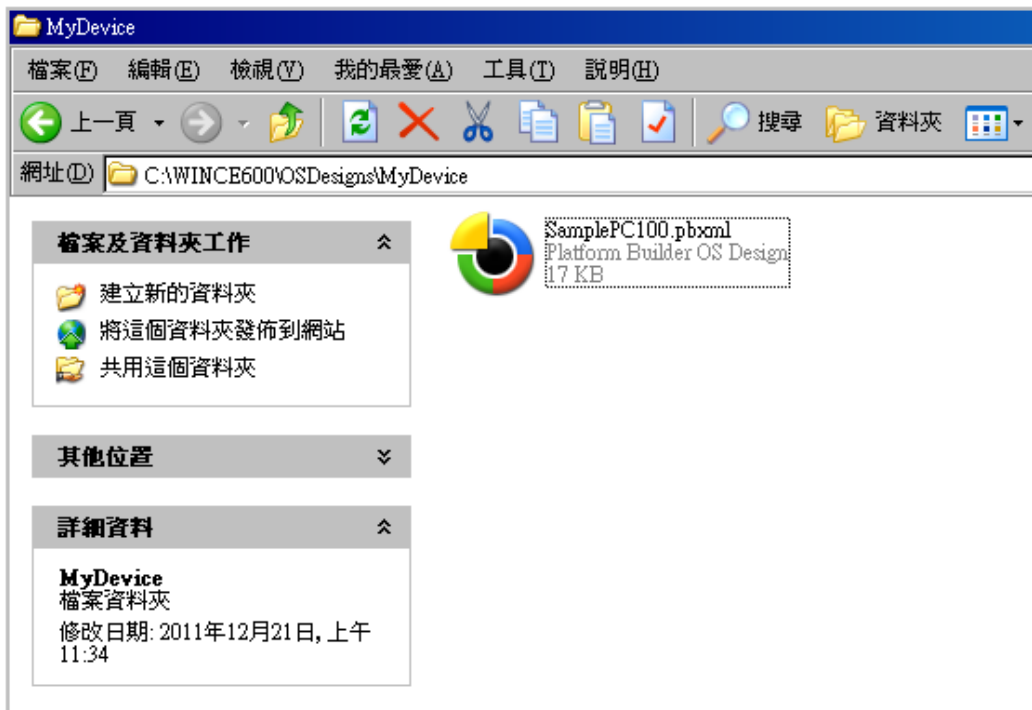 MyDevice
檔案(F) 編輯(E) 檢視(V) 我的最愛(A) 工具(T) 說明(H)
上一頁 搜尋 資料夾
網址(D) C:\WINCE600\OSDesigns\MyDevice
檔案及資料夾工作
建立新的資料夾
將這個資料夾發佈到網站
共用這個資料夾
其他位置
詳細資料
MyDevice
檔案資料夾
修改日期: 2011年12月21日, 上午
11:34
SamplePC100.pbxml
Platform Builder OS Design
17 KB